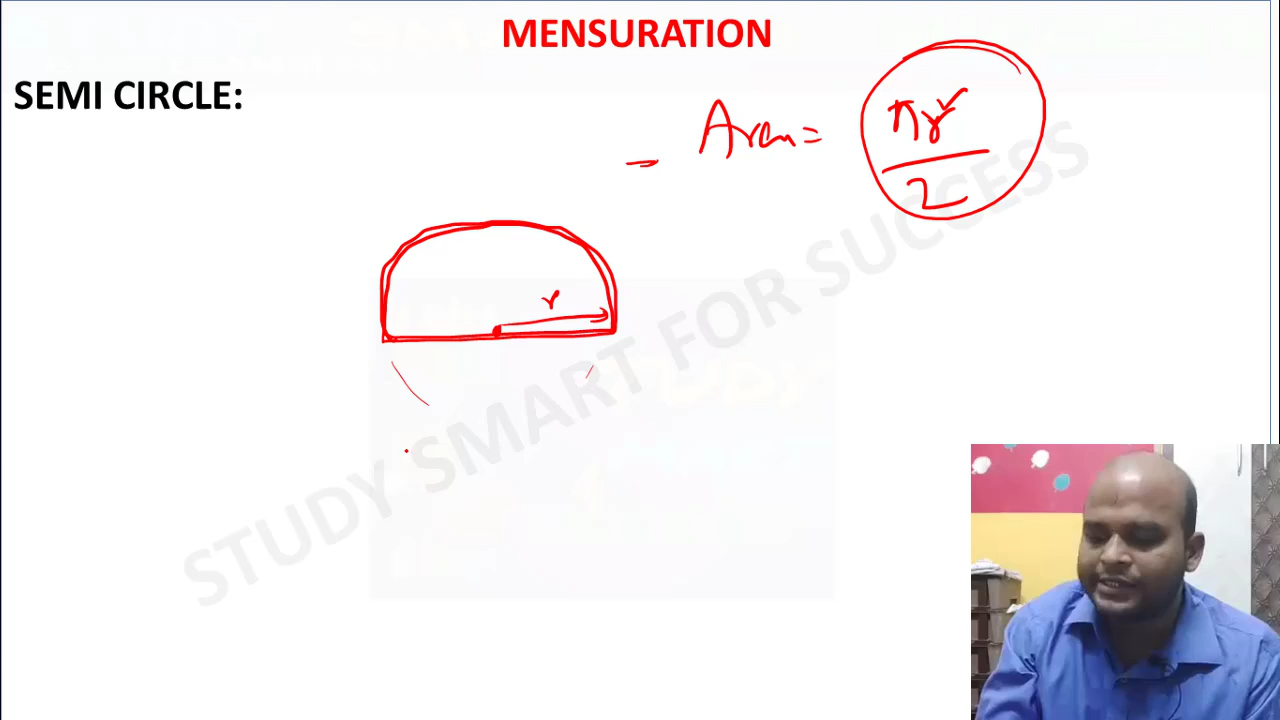 MENSURATION
SEMI CIRCLE:
= Area = πr²/2
r
STUDY SMART FOR SUCCESS